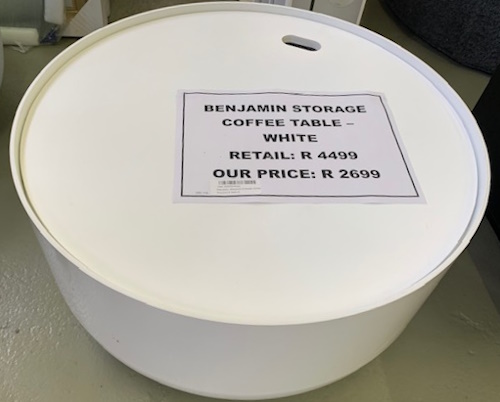 BENJAMIN STORAGE
COFFEE TABLE –
WHITE
RETAIL: R 4499
OUR PRICE: R 2699